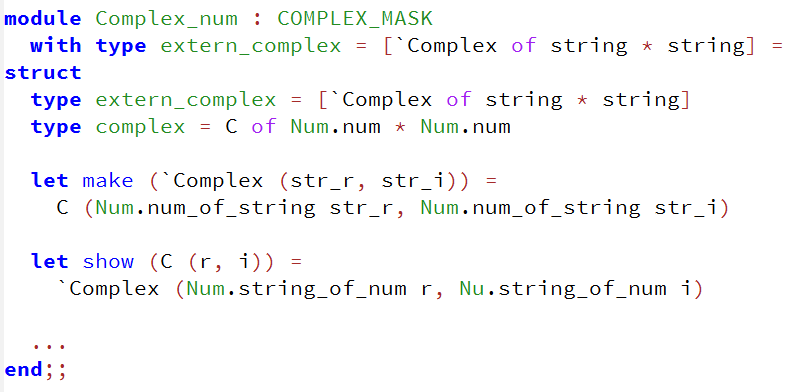 module Complex_num : COMPLEX_MASK
  with type extern_complex = [`Complex of string * string] =
struct
  type extern_complex = [`Complex of string * string]
  type complex = C of Num.num * Num.num

  let make (`Complex (str_r, str_i)) =
    C (Num.num_of_string str_r, Num.num_of_string str_i)

  let show (C (r, i)) =
    `Complex (Num.string_of_num r, Nu.string_of_num i)

  ...
end;;